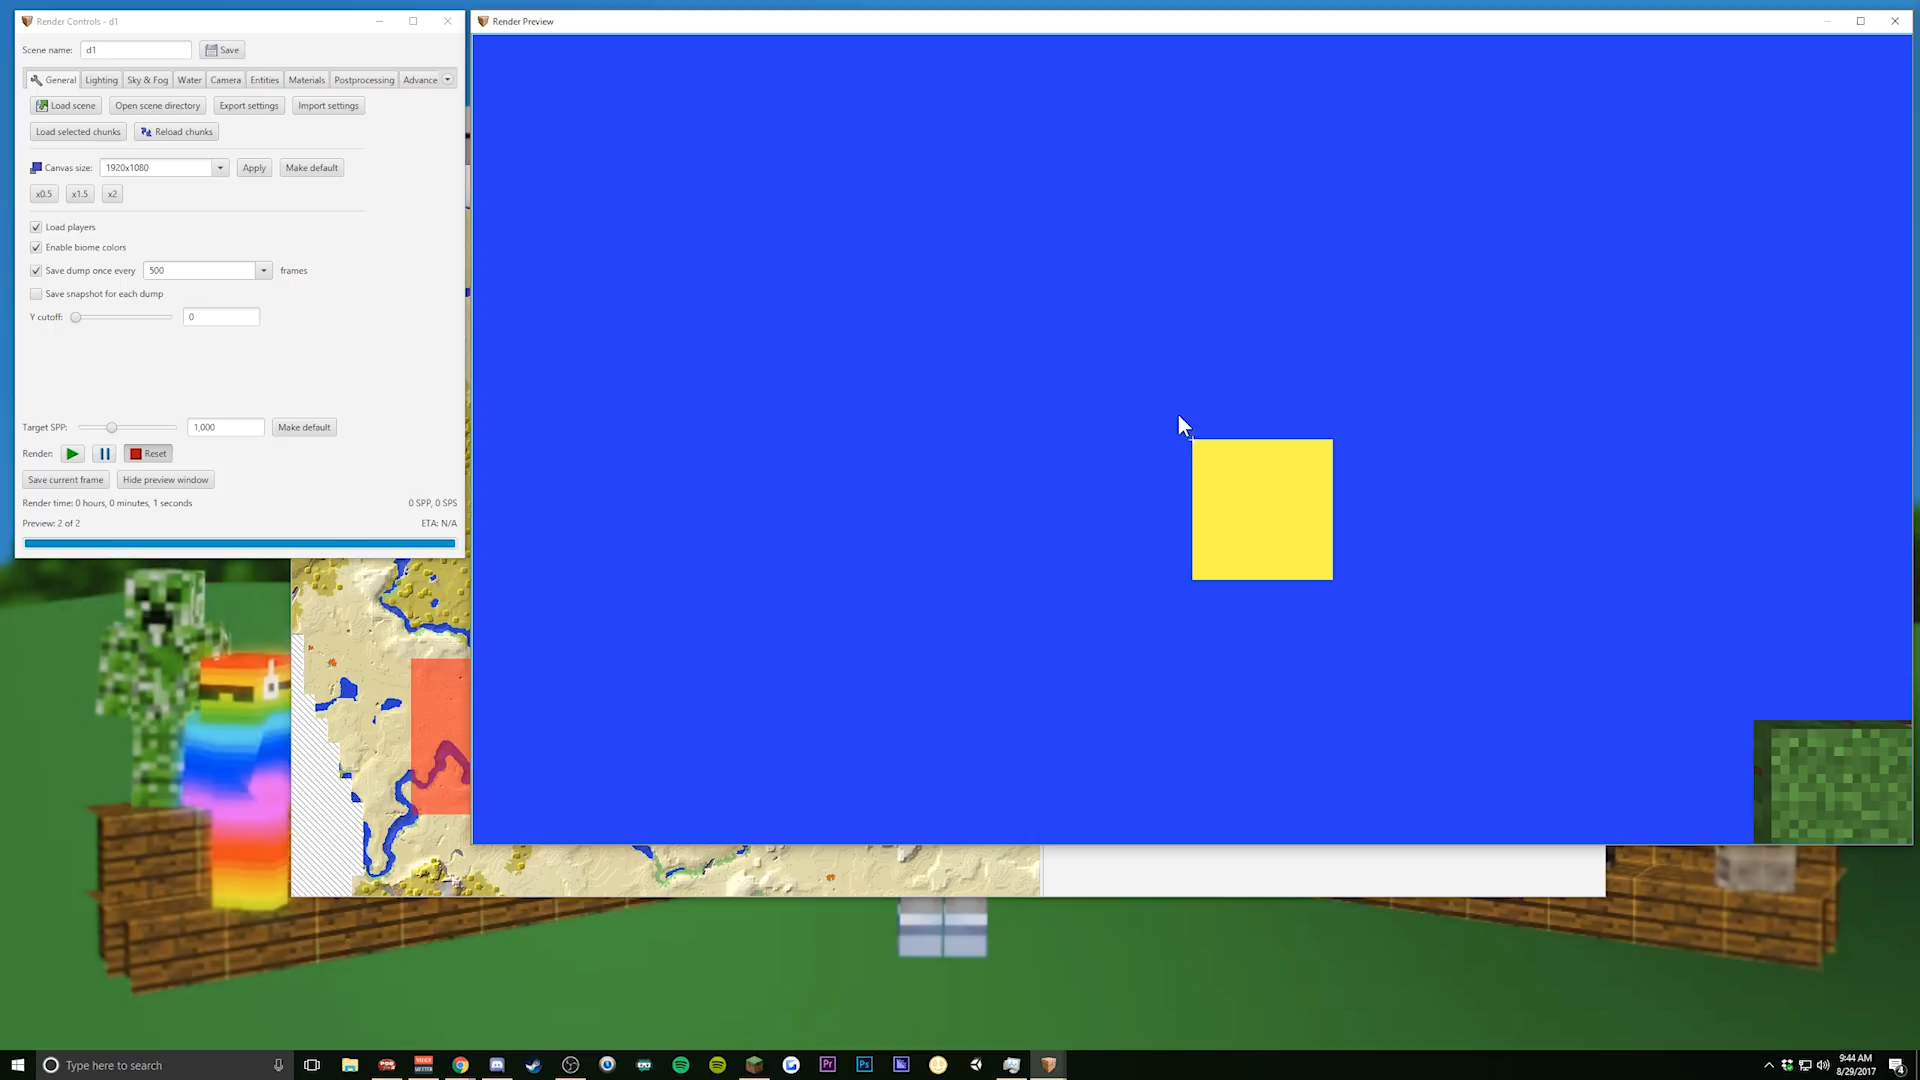 Render Controls - d1
Render Preview
Scene name: d1 Save
General Lighting Sky & Fog Water Camera Entities Materials Postprocessing Advance
Load scene Open scene directory Export settings Import settings
Load selected chunks Reload chunks
Canvas size: 1920x1080 Apply Make default
x0.5 x1.5 x2
Load players
Enable biome colors
Save dump once every 500 frames
Save snapshot for each dump
Y cutoff: 0
Target SPP: 1,000 Make default
Render: Reset
Save current frame Hide preview window
Render time: 0 hours, 0 minutes, 1 seconds 0 SPP, 0 SPS
Preview: 2 of 2 ETA: N/A
Type here to search
Pr
Ps
9:44 AM
8/29/2017
4